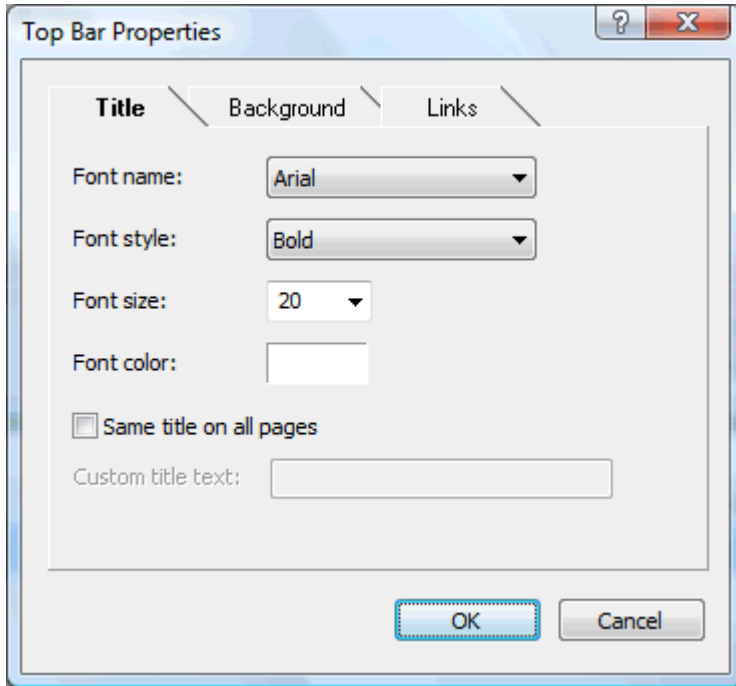 Top Bar Properties
?
Title Background Links
Font name: Arial
Font style: Bold
Font size: 20
Font color:
Same title on all pages
Custom title text:
OK Cancel